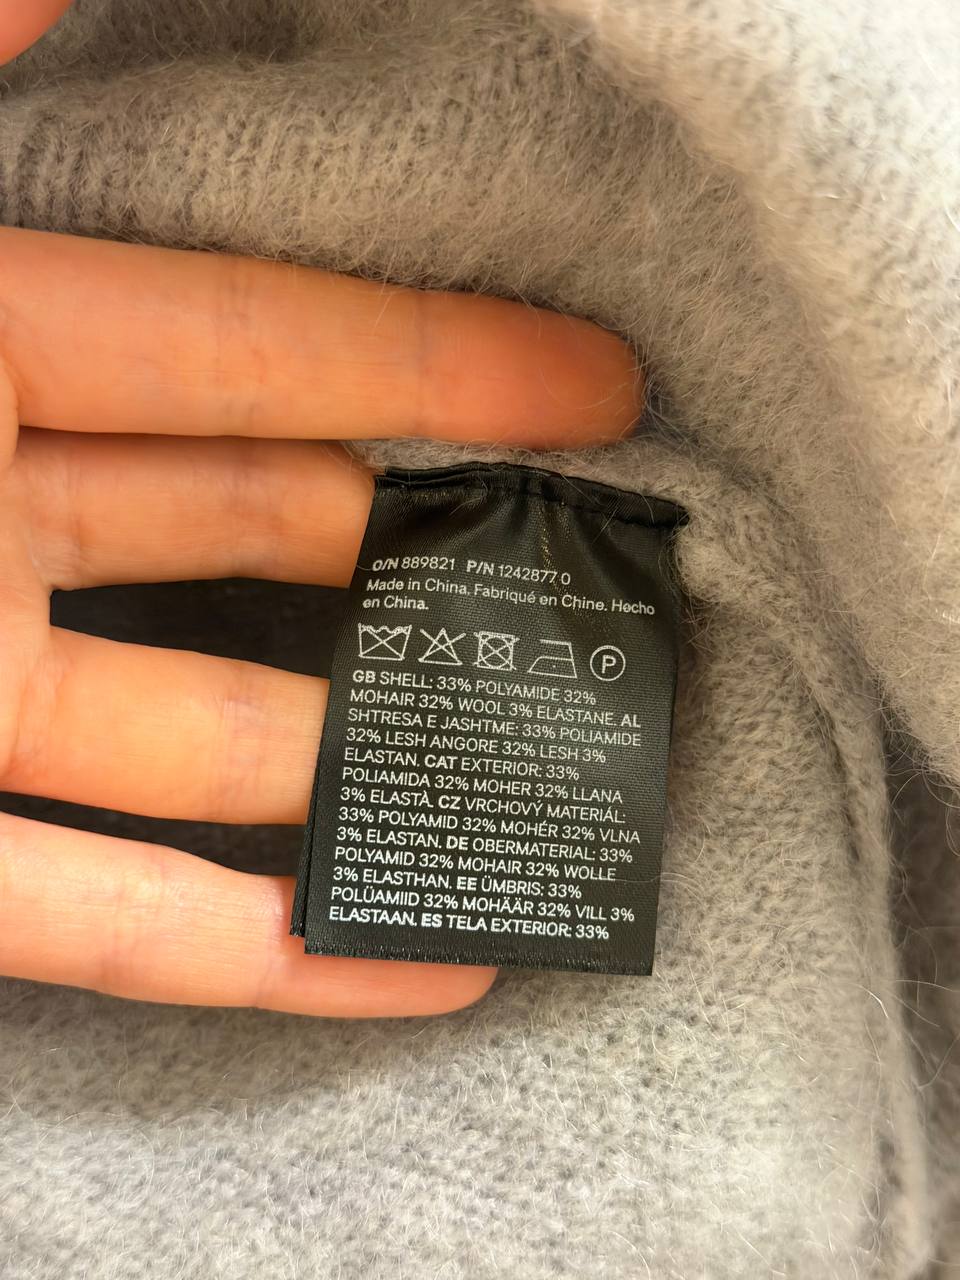 O/N 889821 P/N 1242877 0
Made in China. Fabriqué en Chine. Hecho
en China.
P
GB SHELL: 33% POLYAMIDE 32%
MOHAIR 32% WOOL 3% ELASTANE. AL
SHTRESA E JASHTME: 33% POLIAMIDE
32% LESH ANGORE 32% LESH 3%
ELASTAN. CAT EXTERIOR: 33%
POLIAMIDA 32% MOHER 32% LLANA
3% ELASTÀ. CZ VRCHOVÝ MATERIÁL:
33% POLYAMID 32% MOHÉR 32% VLNA
3% ELASTAN. DE OBERMATERIAL: 33%
POLYAMID 32% MOHAIR 32% WOLLE
3% ELASTHAN. EE ÜMBRIS: 33%
POLÜAMIID 32% MOHÄÄR 32% VILL 3%
ELASTAAN. ES TELA EXTERIOR: 33%